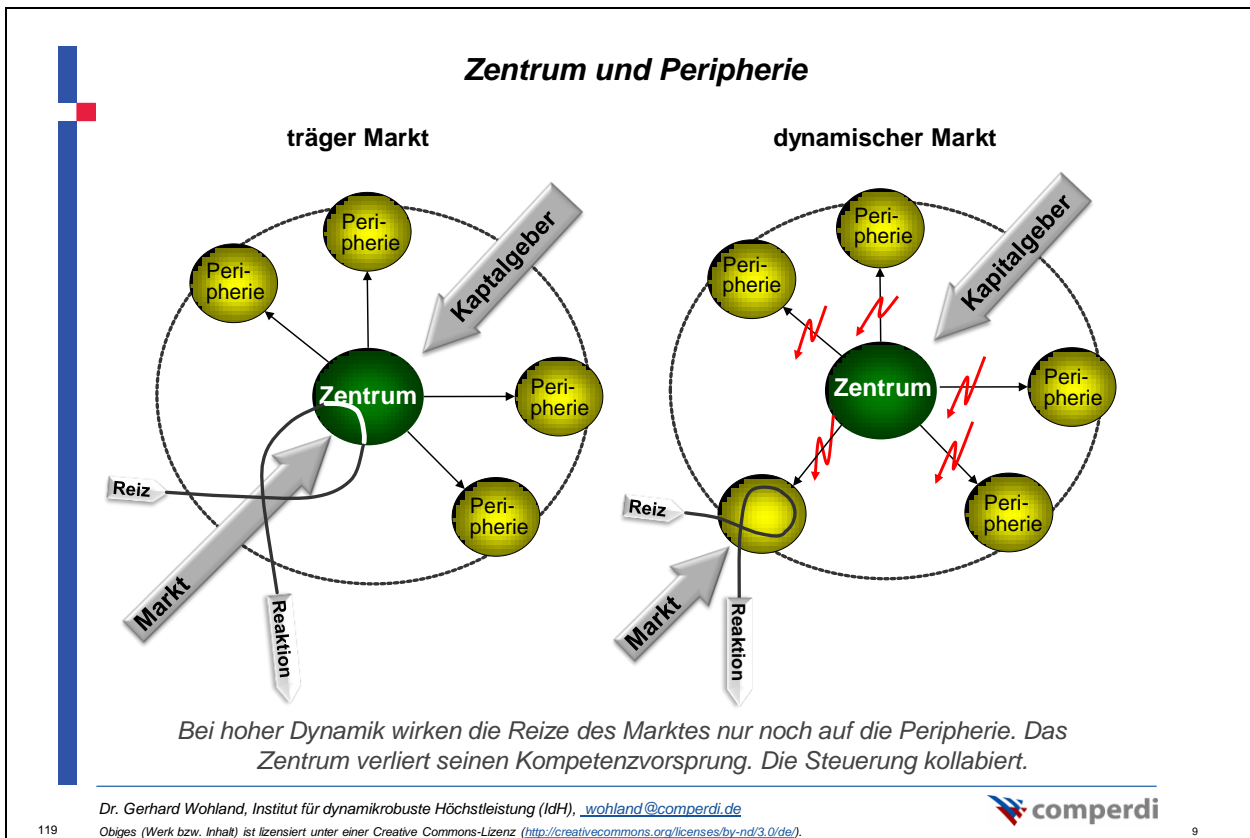 Zentrum und Peripherie
träger Markt
Peri-
pherie
Peri-
pherie
Kaptalgeber
Zentrum
Peri-
pherie
Peri-
pherie
Reiz
Markt
Reaktion
dynamischer Markt
Peri-
pherie
Peri-
pherie
Kapitalgeber
Zentrum
Peri-
pherie
Peri-
pherie
Reiz
Markt
Reaktion
Bei hoher Dynamik wirken die Reize des Marktes nur noch auf die Peripherie. Das
Zentrum verliert seinen Kompetenzvorsprung. Die Steuerung kollabiert.
Dr. Gerhard Wohland, Institut für dynamikrobuste Höchstleistung (IdH), wohland@comperdi.de
comperdi
119
Obiges (Werk bzw. Inhalt) ist lizensiert unter einer Creative Commons-Lizenz (http://creativecommons.org/licenses/by-nd/3.0/de/).
9